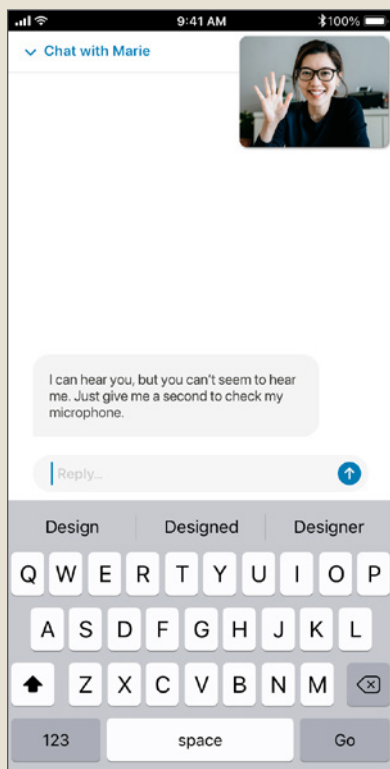 9:41 AM
100%
Chat with Marie
I can hear you, but you can't seem to hear
me. Just give me a second to check my
microphone.
Reply...
Design Designed Designer
Q W E R T Y U I O P
A S D F G H J K L
Z X C V B N M
123 space Go